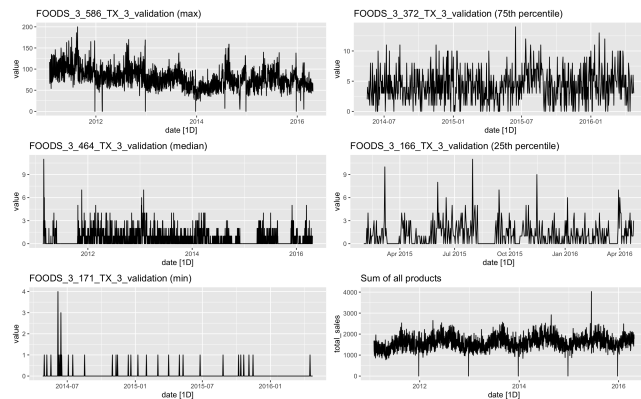 FOODS_3_586_TX_3_validation (max)
200
150
100
50
0
value
2012
2014
2016
date [1D]
FOODS_3_372_TX_3_validation (75th percentile)
10
5
0
value
2014-07
2015-01
2015-07
2016-01
date [1D]
FOODS_3_464_TX_3_validation (median)
9
6
3
0
value
2012
2014
2016
date [1D]
FOODS_3_166_TX_3_validation (25th percentile)
9
6
3
0
value
Apr 2015
Jul 2015
Oct 2015
Jan 2016
Apr 2016
date [1D]
FOODS_3_171_TX_3_validation (min)
4
3
2
1
0
value
2014-07
2015-01
2015-07
2016-01
date [1D]
Sum of all products
4000
3000
2000
1000
0
total_sales
2012
2014
2016
date [1D]